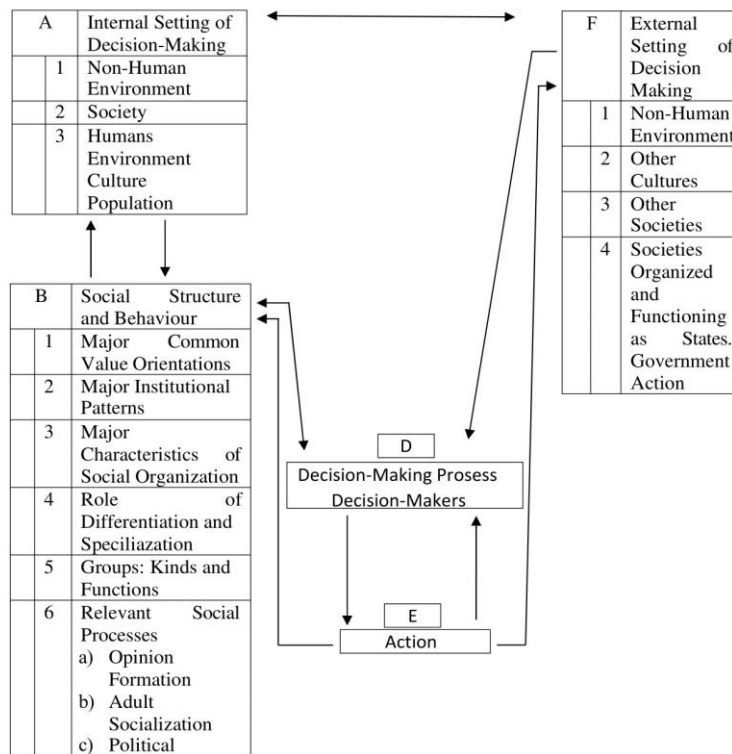 A Internal Setting of
Decision-Making
1 Non-Human
Environment
2 Society
3 Humans
Environment
Culture
Population
B Social Structure
and Behaviour
1 Major Common
Value Orientations
2 Major Institutional
Patterns
3 Major
Characteristics of
Social Organization
4 Role of
Differentiation and
Speciliazation
5 Groups: Kinds and
Functions
6 Relevant Social
Processes
a) Opinion
Formation
b) Adult
Socialization
c) Political
D
Decision-Making Prosess
Decision-Makers
E
Action
F External
Setting of
Decision
Making
1 Non-Human
Environment
2 Other
Cultures
3 Other
Societies
4 Societies
Organized
and
Functioning
as States.
Government
Action